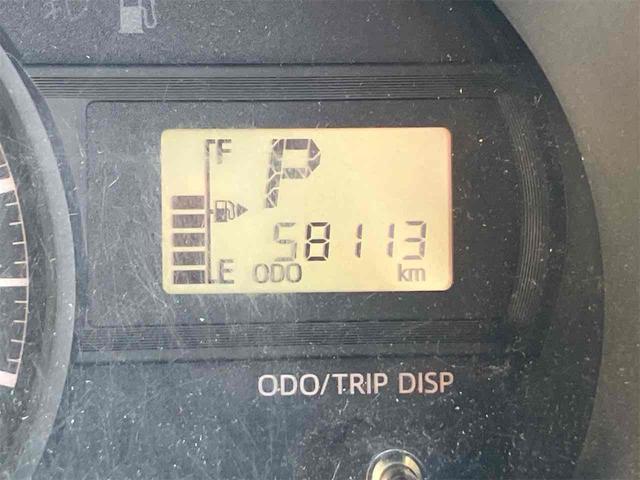 F
P
58113
E ODO km
ODO/TRIP DISP